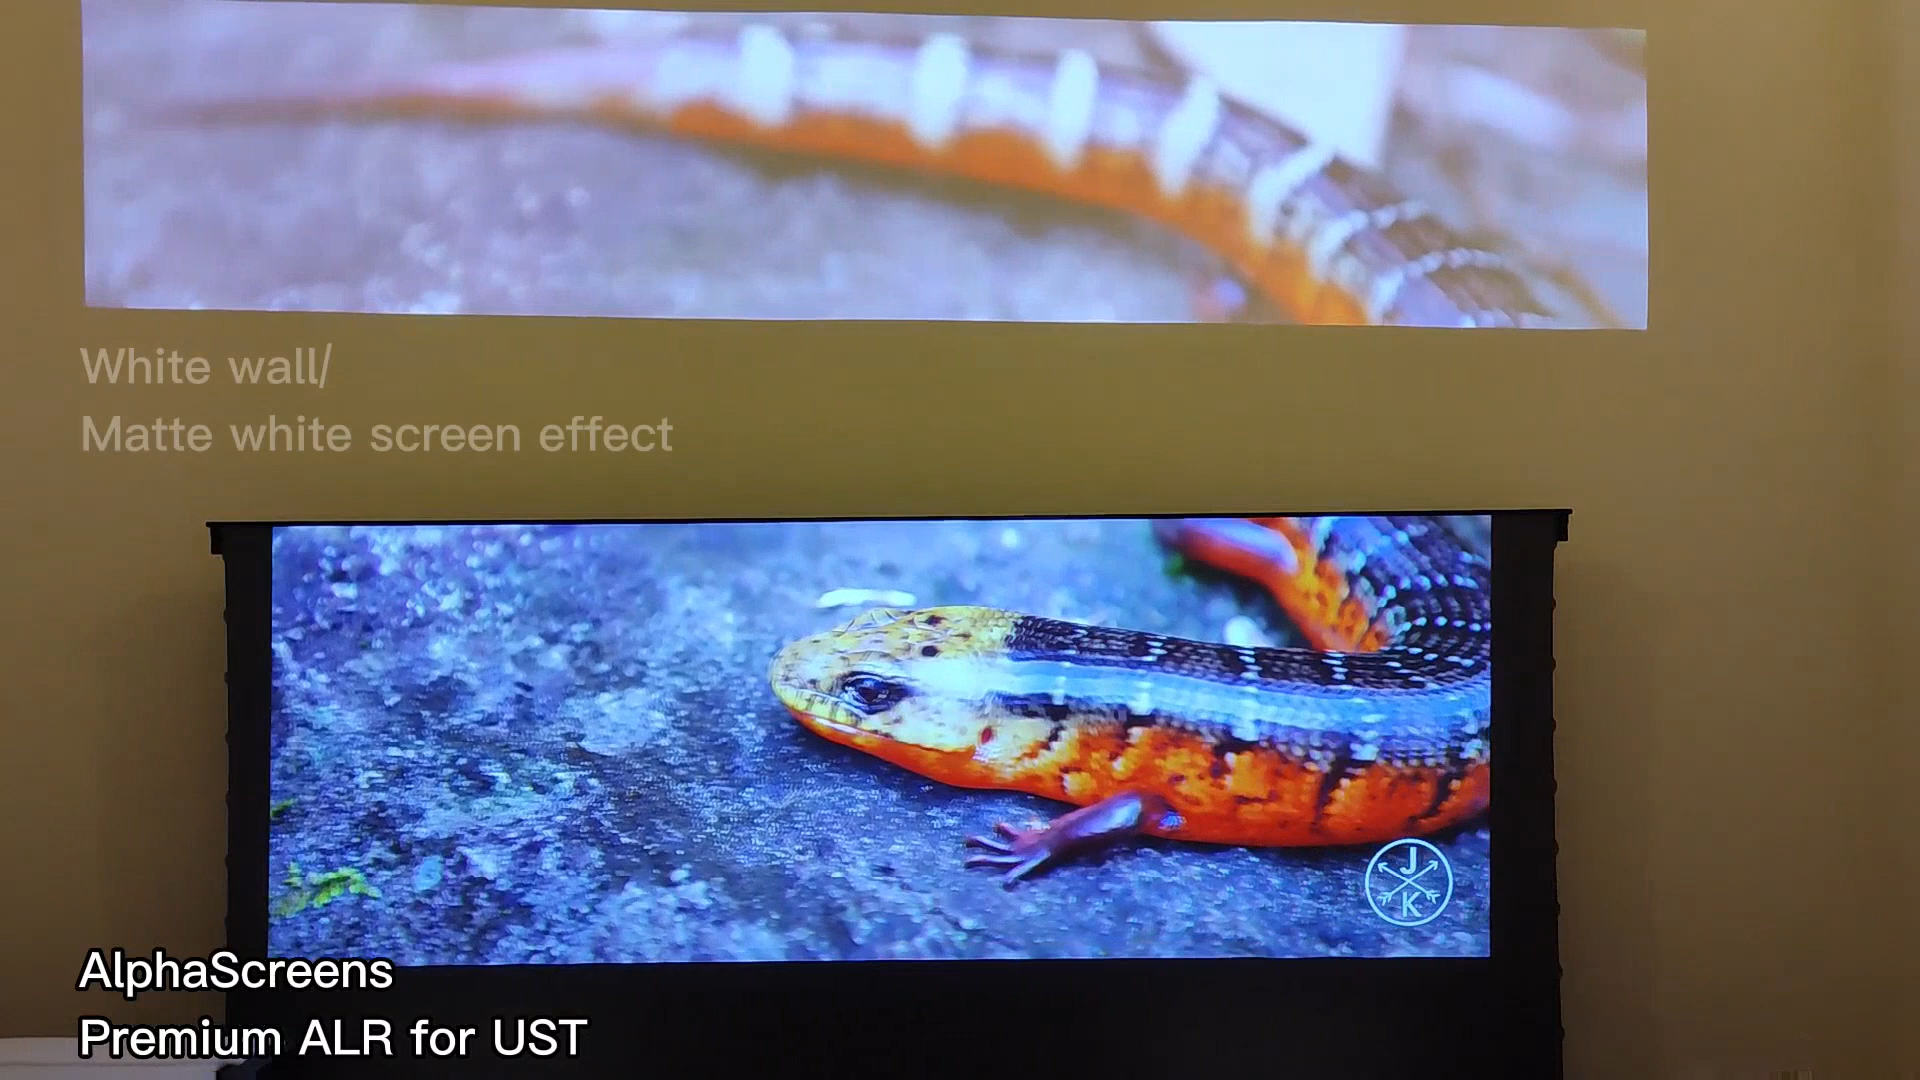 White wall/
Matte white screen effect
J
K
AlphaScreens
Premium ALR for UST